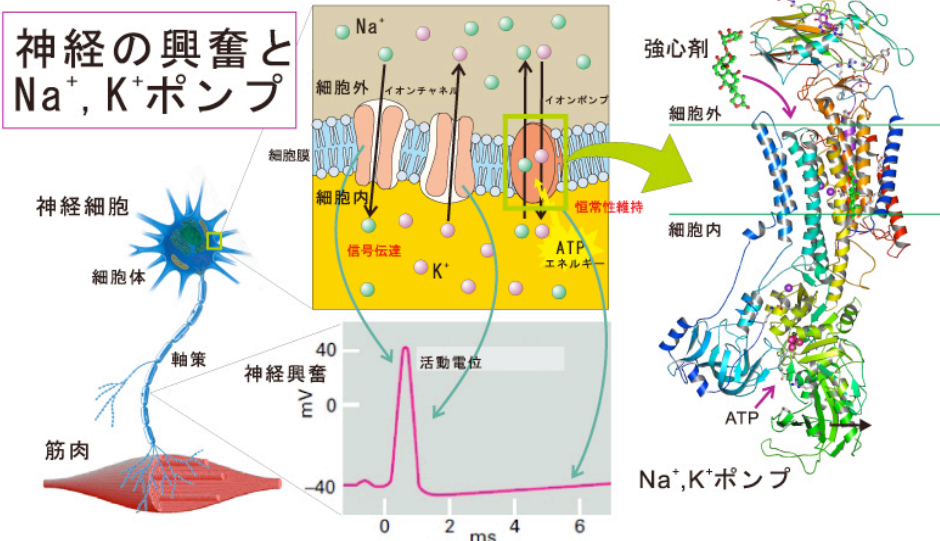 神経の興奮と
Na⁺, K⁺ポンプ
Na⁺
細胞外
イオンチャネル
イオンポンプ
細胞膜
細胞内
恒常性維持
信号伝達
K⁺
ATP
エネルギー
神経細胞
細胞体
軸策
筋肉
神経興奮
活動電位
mV
40
0
–40
0
2
4
6
ms
強心剤
細胞外
細胞内
ATP
Na⁺,K⁺ポンプ